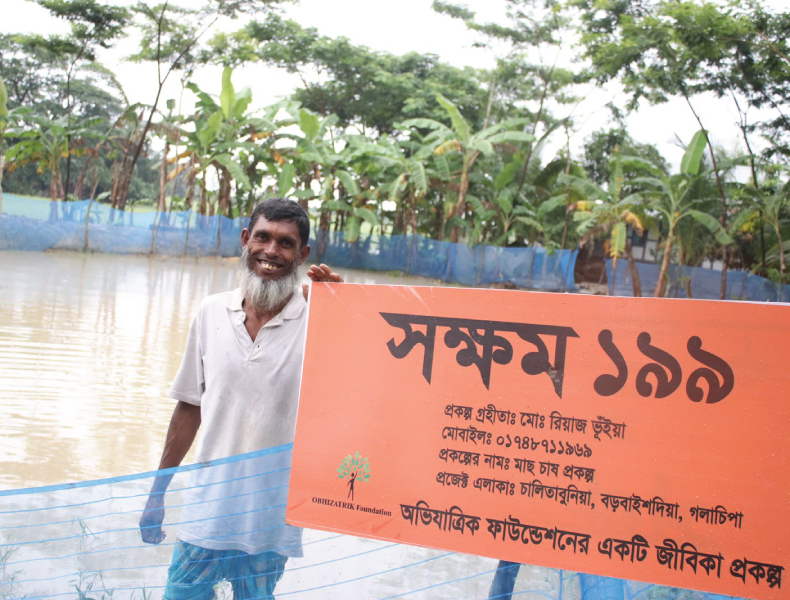 সক্ষম ১৯৯
প্রকল্প গ্রহীতাঃ মোঃ রিয়াজ ভূঁইয়া
মোবাইলঃ ০১৭৪৮৭১১৯৬৯
প্রকল্পের নামঃ মাছ চাষ প্রকল্প
প্রজেক্ট এলাকাঃ চালিতাবুনিয়া, বড়বাইশদিয়া, গলাচিপা
OBHIZATRIK Foundation
অভিযাত্রিক ফাউন্ডেশনের একটি জীবিকা প্রকল্প